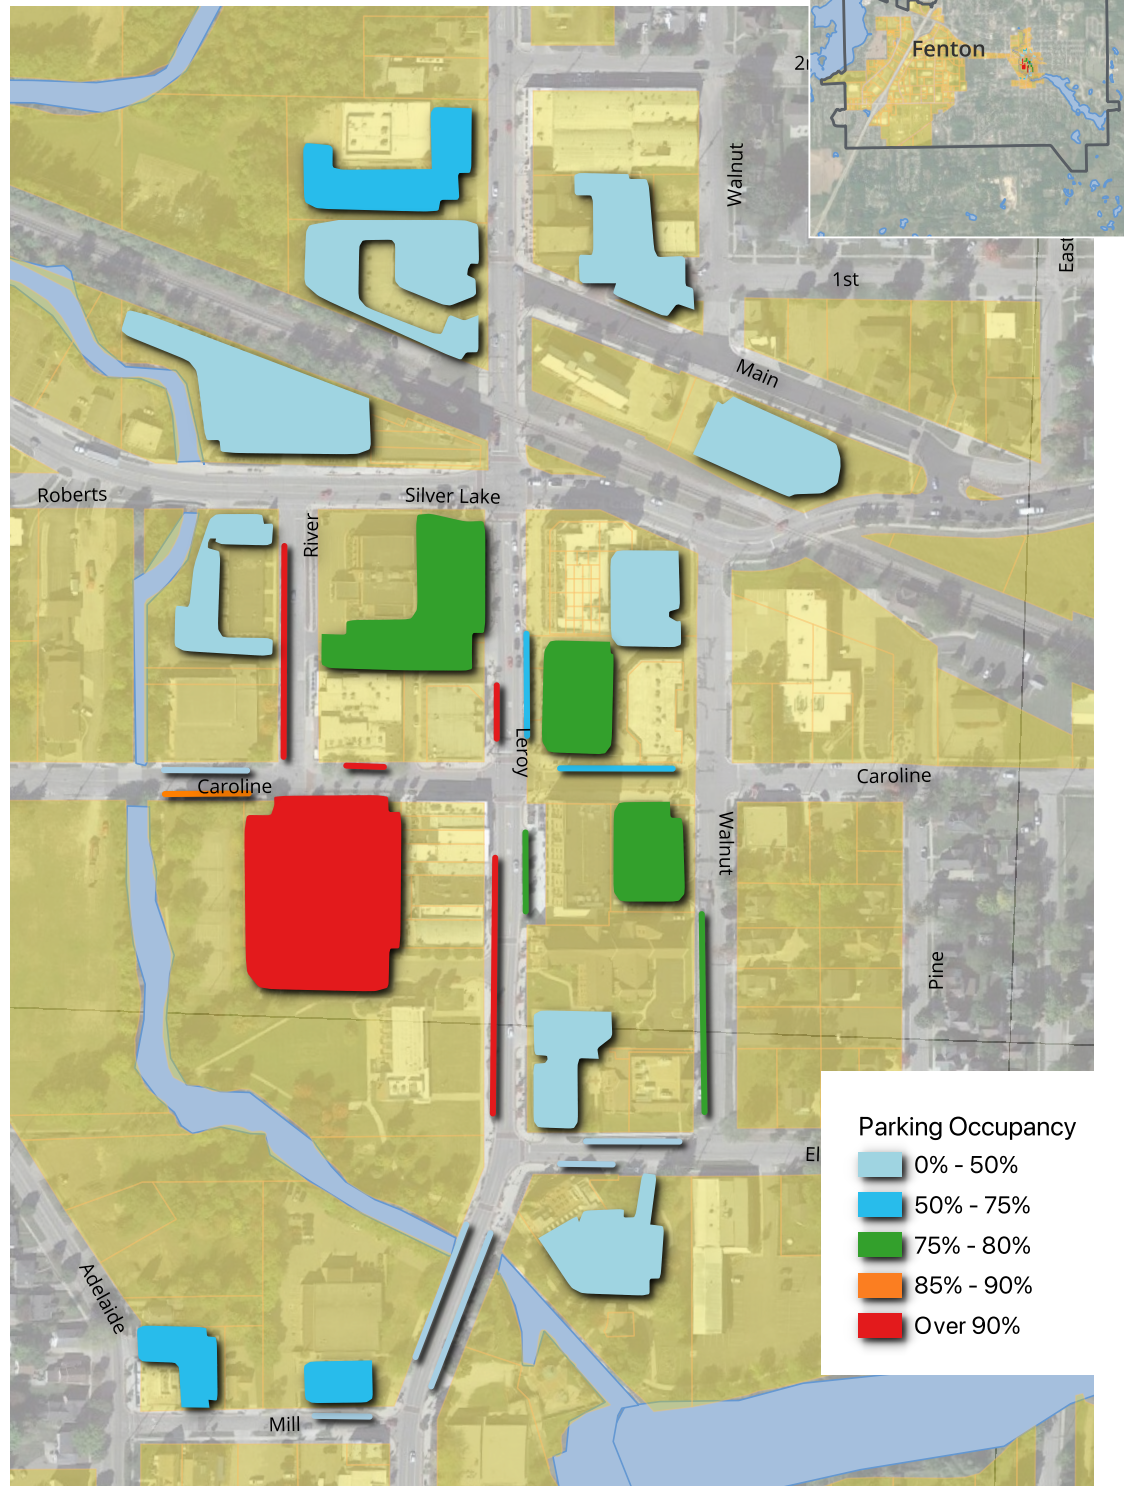 Fenton
Walnut
1st
East
Main
Roberts
Silver Lake
River
Leroy
Caroline
Caroline
Walnut
Pine
Parking Occupancy
0% - 50%
50% - 75%
75% - 80%
85% - 90%
Over 90%
Adelaide
Mill